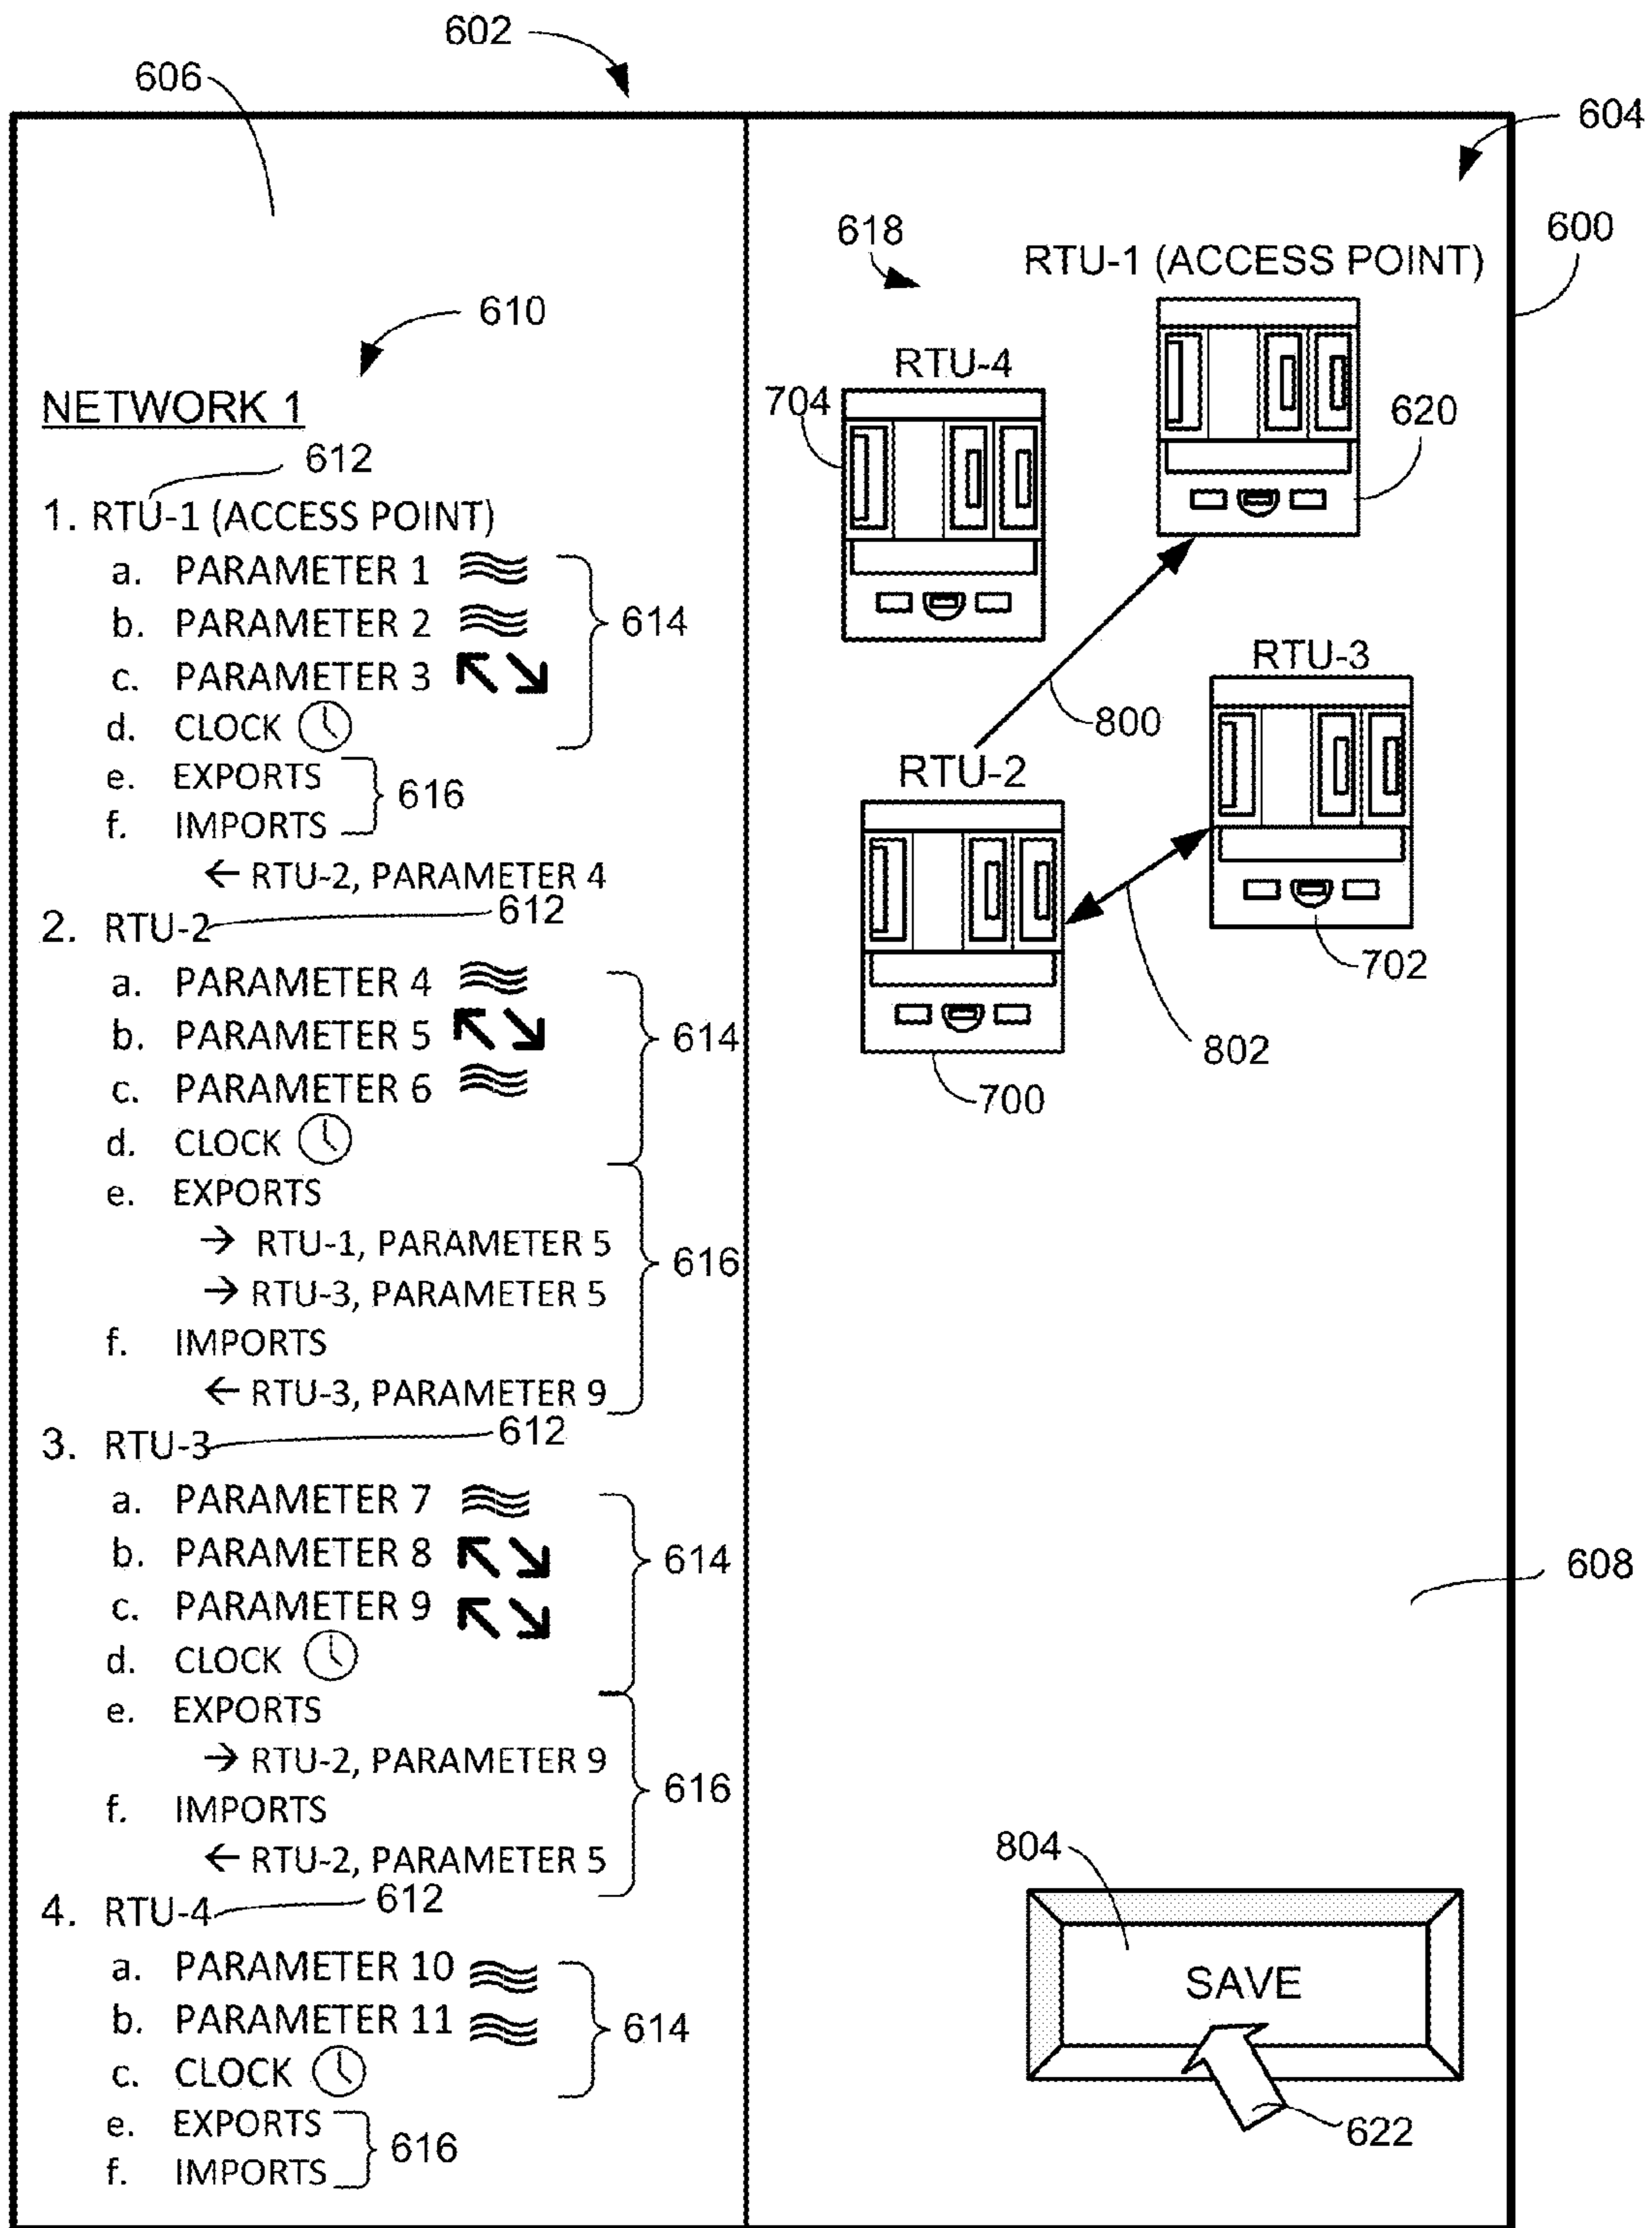 602
606
604
600
618
RTU-1 (ACCESS POINT)
610
RTU-4
704
620
NETWORK 1
612
1. RTU-1 (ACCESS POINT)
a. PARAMETER 1
b. PARAMETER 2
614
c. PARAMETER 3
d. CLOCK
e. EXPORTS
616
f. IMPORTS
← RTU-2, PARAMETER 4
RTU-3
800
RTU-2
702
802
700
2. RTU-2
612
a. PARAMETER 4
b. PARAMETER 5
614
c. PARAMETER 6
d. CLOCK
e. EXPORTS
→ RTU-1, PARAMETER 5
616
→ RTU-3, PARAMETER 5
f. IMPORTS
← RTU-3, PARAMETER 9
3. RTU-3
612
a. PARAMETER 7
b. PARAMETER 8
614
c. PARAMETER 9
d. CLOCK
e. EXPORTS
→ RTU-2, PARAMETER 9
616
f. IMPORTS
← RTU-2, PARAMETER 5
608
4. RTU-4
612
a. PARAMETER 10
b. PARAMETER 11
614
c. CLOCK
e. EXPORTS
616
f. IMPORTS
804
SAVE
622